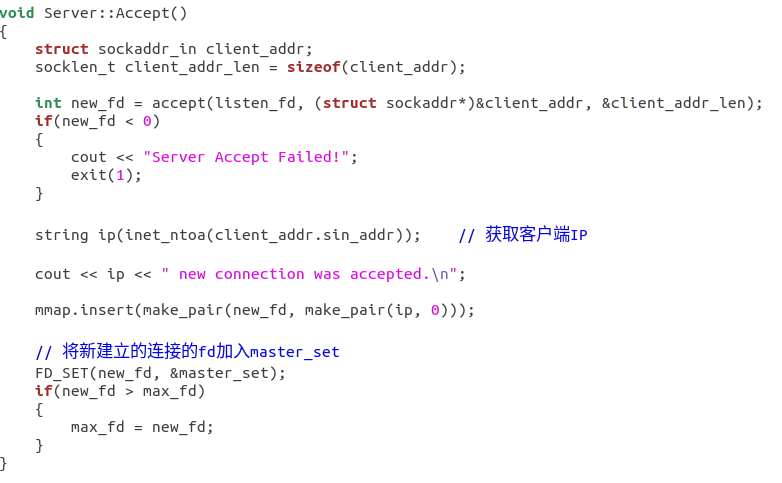 void Server::Accept()
{
    struct sockaddr_in client_addr;
    socklen_t client_addr_len = sizeof(client_addr);

    int new_fd = accept(listen_fd, (struct sockaddr*)&client_addr, &client_addr_len);
    if(new_fd < 0)
    {
        cout << "Server Accept Failed!";
        exit(1);
    }

    string ip(inet_ntoa(client_addr.sin_addr));    // 获取客户端IP

    cout << ip << " new connection was accepted.\n";

    mmap.insert(make_pair(new_fd, make_pair(ip, 0)));

    // 将新建立的连接的fd加入master_set
    FD_SET(new_fd, &master_set);
    if(new_fd > max_fd)
    {
        max_fd = new_fd;
    }
}